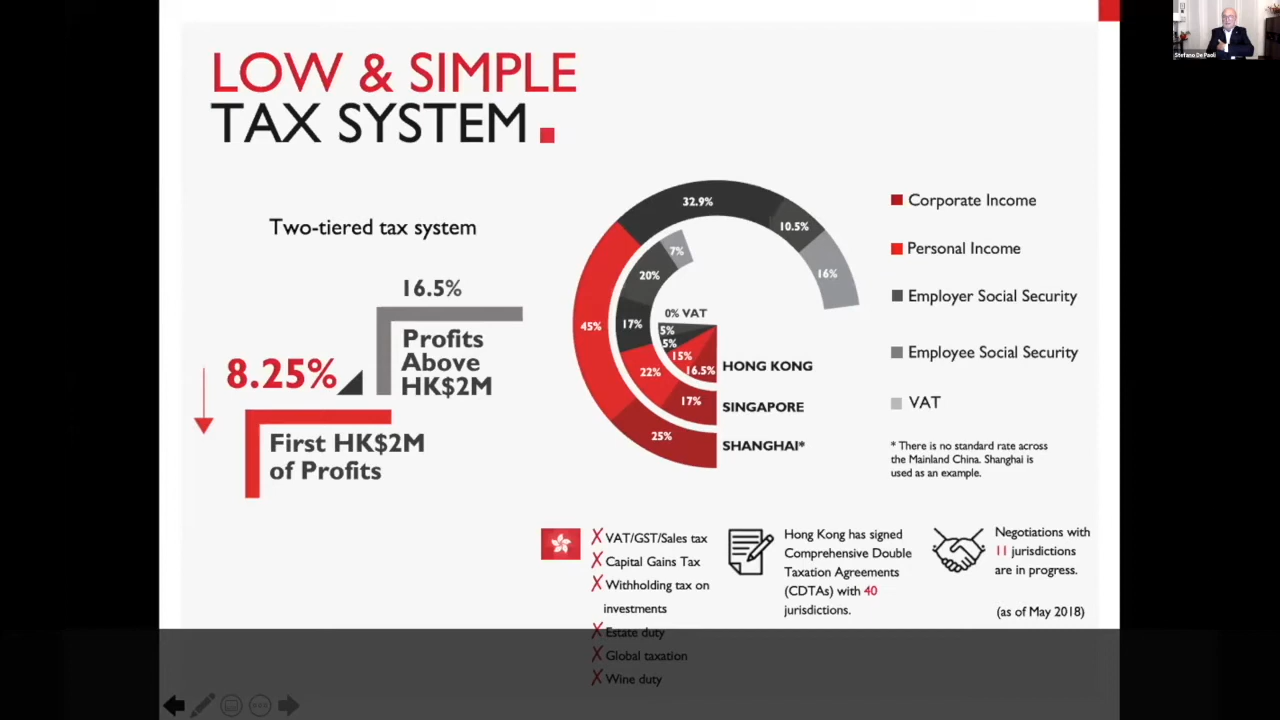 LOW & SIMPLE
TAX SYSTEM
Stefano De Paoli
Two-tiered tax system
16.5%
Profits
Above
HK$2M
8.25%
First HK$2M
of Profits
32.9%
10.5%
16%
7%
20%
45%
17%
22%
17%
25%
0% VAT
5%
5%
15%
16.5%
HONG KONG
SINGAPORE
SHANGHAI*
Corporate Income
Personal Income
Employer Social Security
Employee Social Security
VAT
* There is no standard rate across
the Mainland China. Shanghai is
used as an example.
X VAT/GST/Sales tax
X Capital Gains Tax
X Withholding tax on
investments
X Estate duty
X Global taxation
X Wine duty
Hong Kong has signed
Comprehensive Double
Taxation Agreements
(CDTAs) with 40
jurisdictions.
Negotiations with
11 jurisdictions
are in progress.
(as of May 2018)